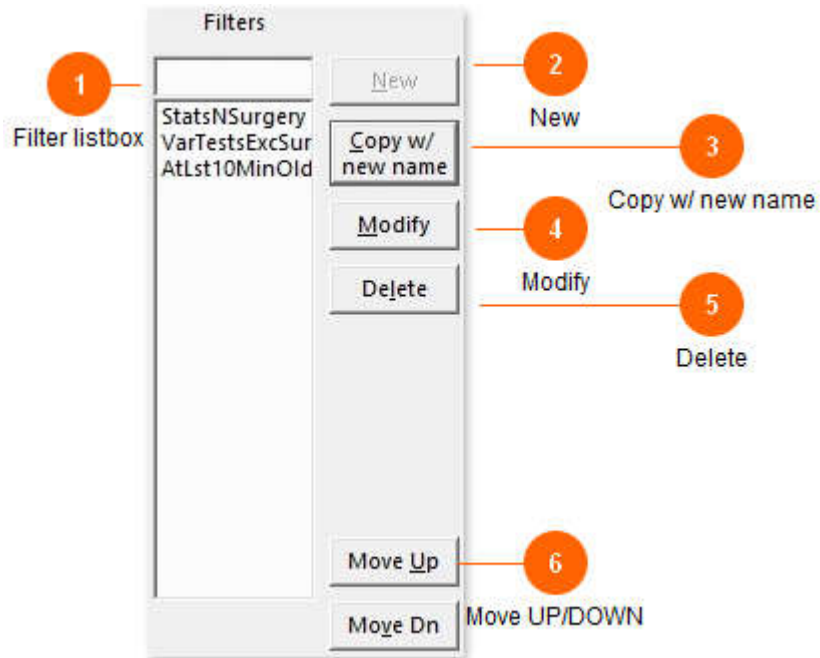 Filters
1
Filter listbox
StatsNSurgery
VarTestsExcSur
AtLst10MinOld
New
Copy w/
new name
Modify
Delete
Move Up
Move Dn
2
New
3
Copy w/ new name
4
Modify
5
Delete
6
Move UP/DOWN